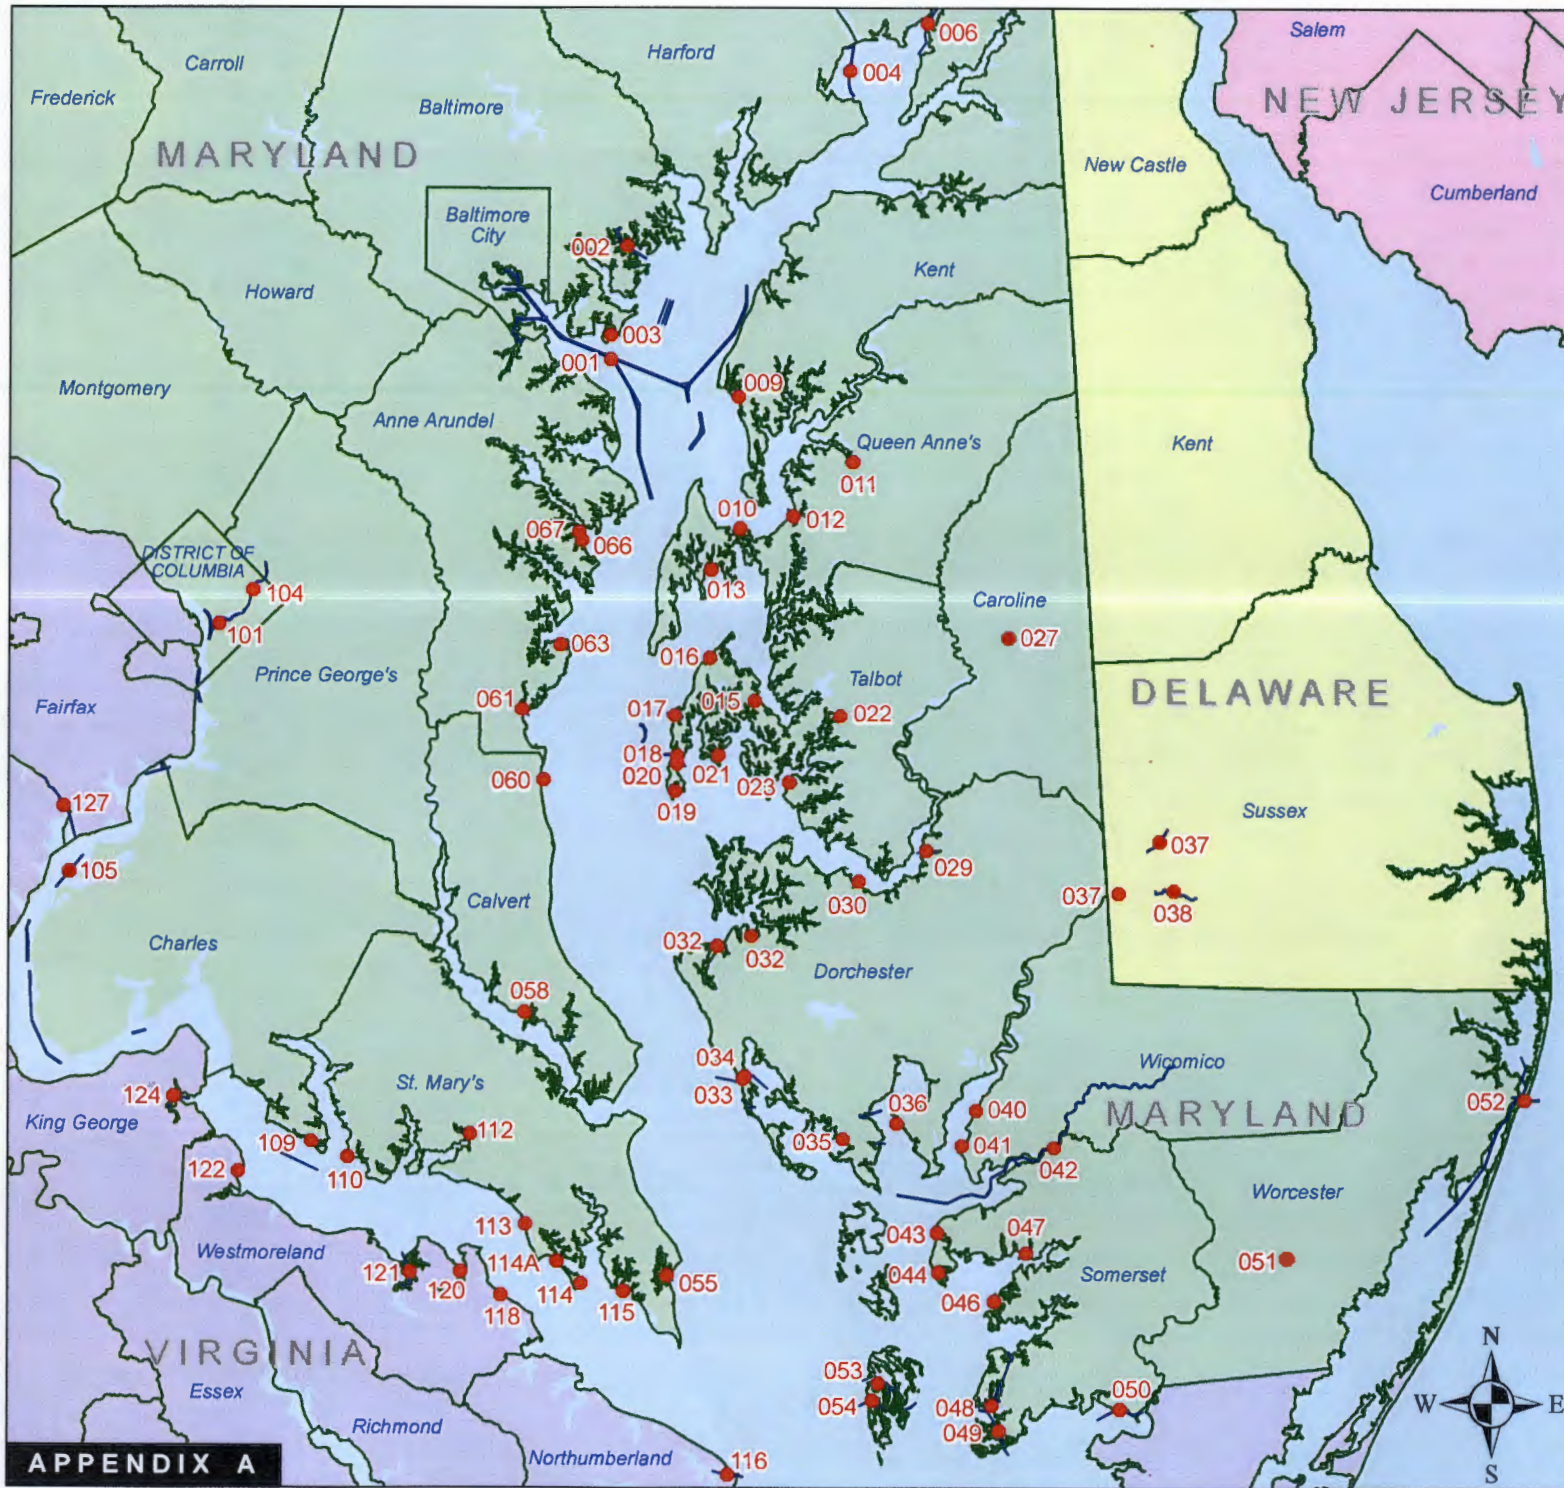 006
Salem
Harford
Carroll
004
Frederick
NEW JERSEY
Baltimore
MARYLAND
New Castle
Cumberland
Baltimore
City
002
Kent
Howard
003
001
009
Montgomery
Anne Arundel
Queen Anne's
Kent
011
010
012
067
066
DISTRICT OF
COLUMBIA
013
104
Caroline
101
027
063
016
Prince George's
Talbot
DELAWARE
061
015
Fairfax
017
022
018
020
021
060
023
019
127
Sussex
037
029
105
030
037
038
Calvert
032
032
Charles
Dorchester
058
034
Wicomico
St. Mary's
033
124
036
040
052
MARYLAND
King George
112
109
035
041
042
110
122
Worcester
113
043
047
Westmoreland
114A
051
121
044
Somerset
120
114
055
118
115
046
VIRGINIA
N
053
Essex
050
054
048
W
E
Richmond
049
Northumberland
APPENDIX A
116
S